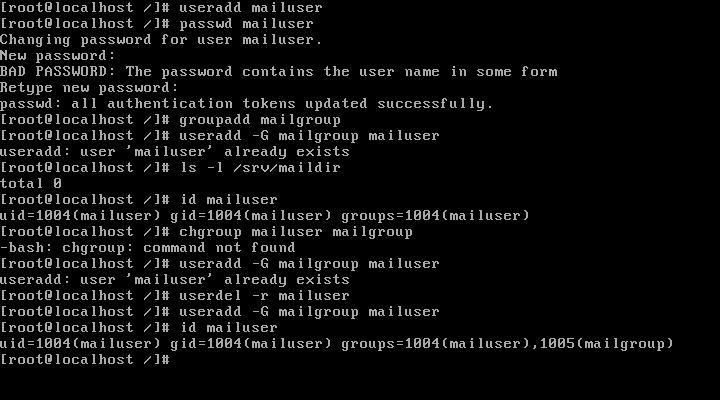 [root@localhost /]# useradd mailuser
[root@localhost /]# passwd mailuser
Changing password for user mailuser.
New password:
BAD PASSWORD: The password contains the user name in some form
Retype new password:
passwd: all authentication tokens updated successfully.
[root@localhost /]# groupadd mailgroup
[root@localhost /]# useradd -G mailgroup mailuser
useradd: user 'mailuser' already exists
[root@localhost /]# ls -l /srv/maildir
total 0
[root@localhost /]# id mailuser
uid=1004(mailuser) gid=1004(mailuser) groups=1004(mailuser)
[root@localhost /]# chgroup mailuser mailgroup
-bash: chgroup: command not found
[root@localhost /]# useradd -G mailgroup mailuser
useradd: user 'mailuser' already exists
[root@localhost /]# userdel -r mailuser
[root@localhost /]# useradd -G mailgroup mailuser
[root@localhost /]# id mailuser
uid=1004(mailuser) gid=1004(mailuser) groups=1004(mailuser),1005(mailgroup)
[root@localhost /]#